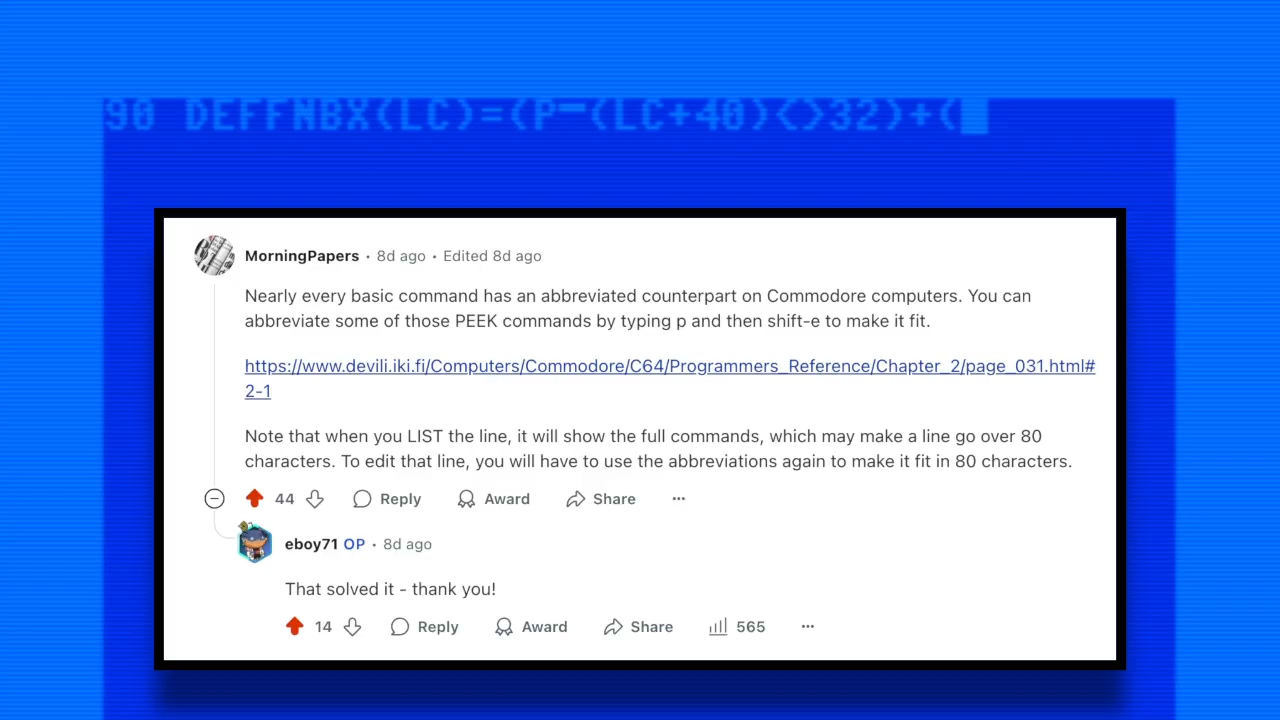 90 DEFFNBX(LC)=(P‾(LC+40)<>32)+(
MorningPapers • 8d ago • Edited 8d ago
Nearly every basic command has an abbreviated counterpart on Commodore computers. You can
abbreviate some of those PEEK commands by typing p and then shift-e to make it fit.
https://www.devili.iki.fi/Computers/Commodore/C64/Programmers_Reference/Chapter_2/page_031.html#
2-1
Note that when you LIST the line, it will show the full commands, which may make a line go over 80
characters. To edit that line, you will have to use the abbreviations again to make it fit in 80 characters.
44 Reply Award Share ...
eboy71 OP • 8d ago
That solved it - thank you!
14 Reply Award Share 565 ...